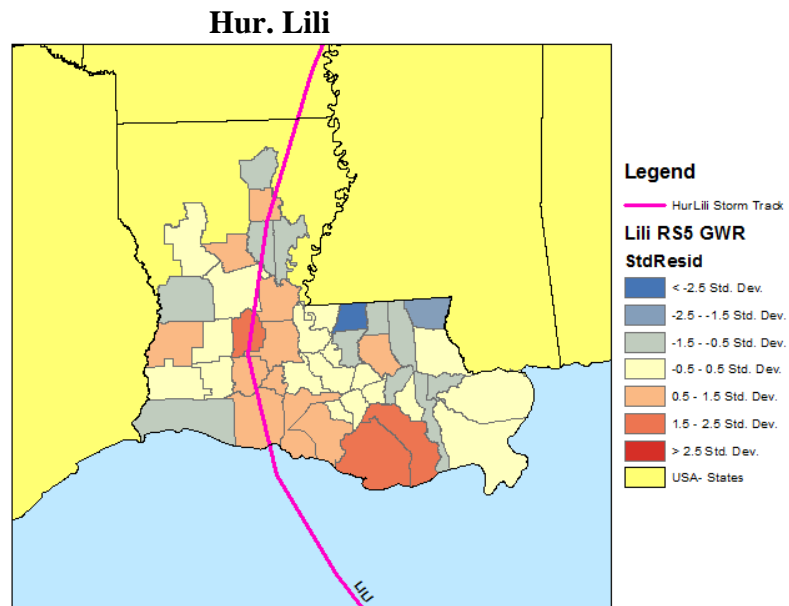 Hur. Lili
Legend
HurLili Storm Track
Lili RS5 GWR
StdResid
< -2.5 Std. Dev.
-2.5 - -1.5 Std. Dev.
-1.5 - -0.5 Std. Dev.
-0.5 - 0.5 Std. Dev.
0.5 - 1.5 Std. Dev.
1.5 - 2.5 Std. Dev.
> 2.5 Std. Dev.
USA- States
LILI